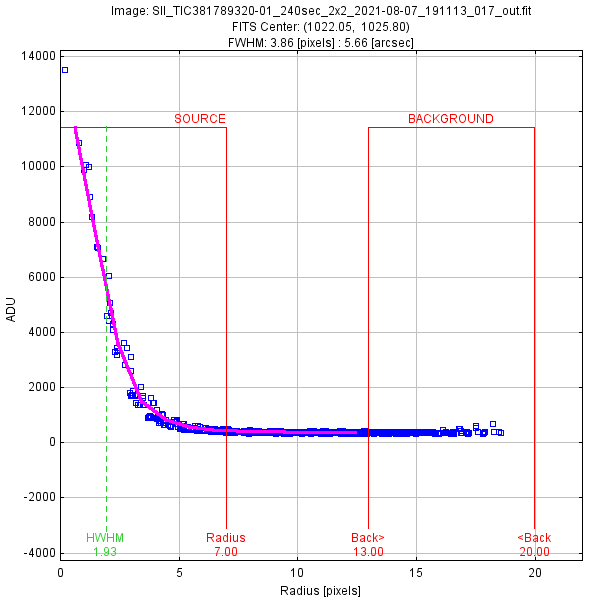 Image: SII_TIC381789320-01_240sec_2x2_2021-08-07_191113_017_out.fit
FITS Center: (1022.05, 1025.80)
FWHM: 3.86 [pixels] : 5.66 [arcsec]
14000
12000
10000
8000
6000
4000
2000
0
-2000
-4000
ADU
SOURCE
BACKGROUND
HWHM
1.93
Radius
7.00
Back>
13.00
<Back
20.00
0
5
10
15
20
Radius [pixels]